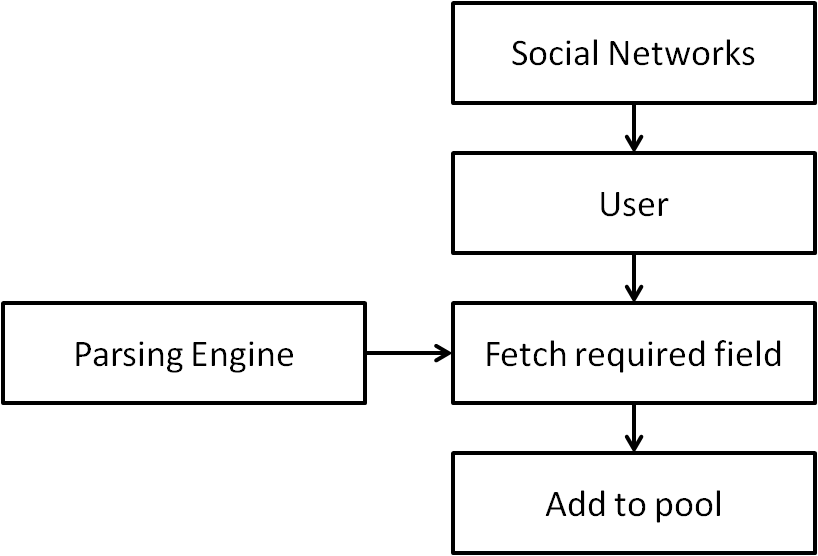 Social Networks
User
Parsing Engine
Fetch required field
Add to pool